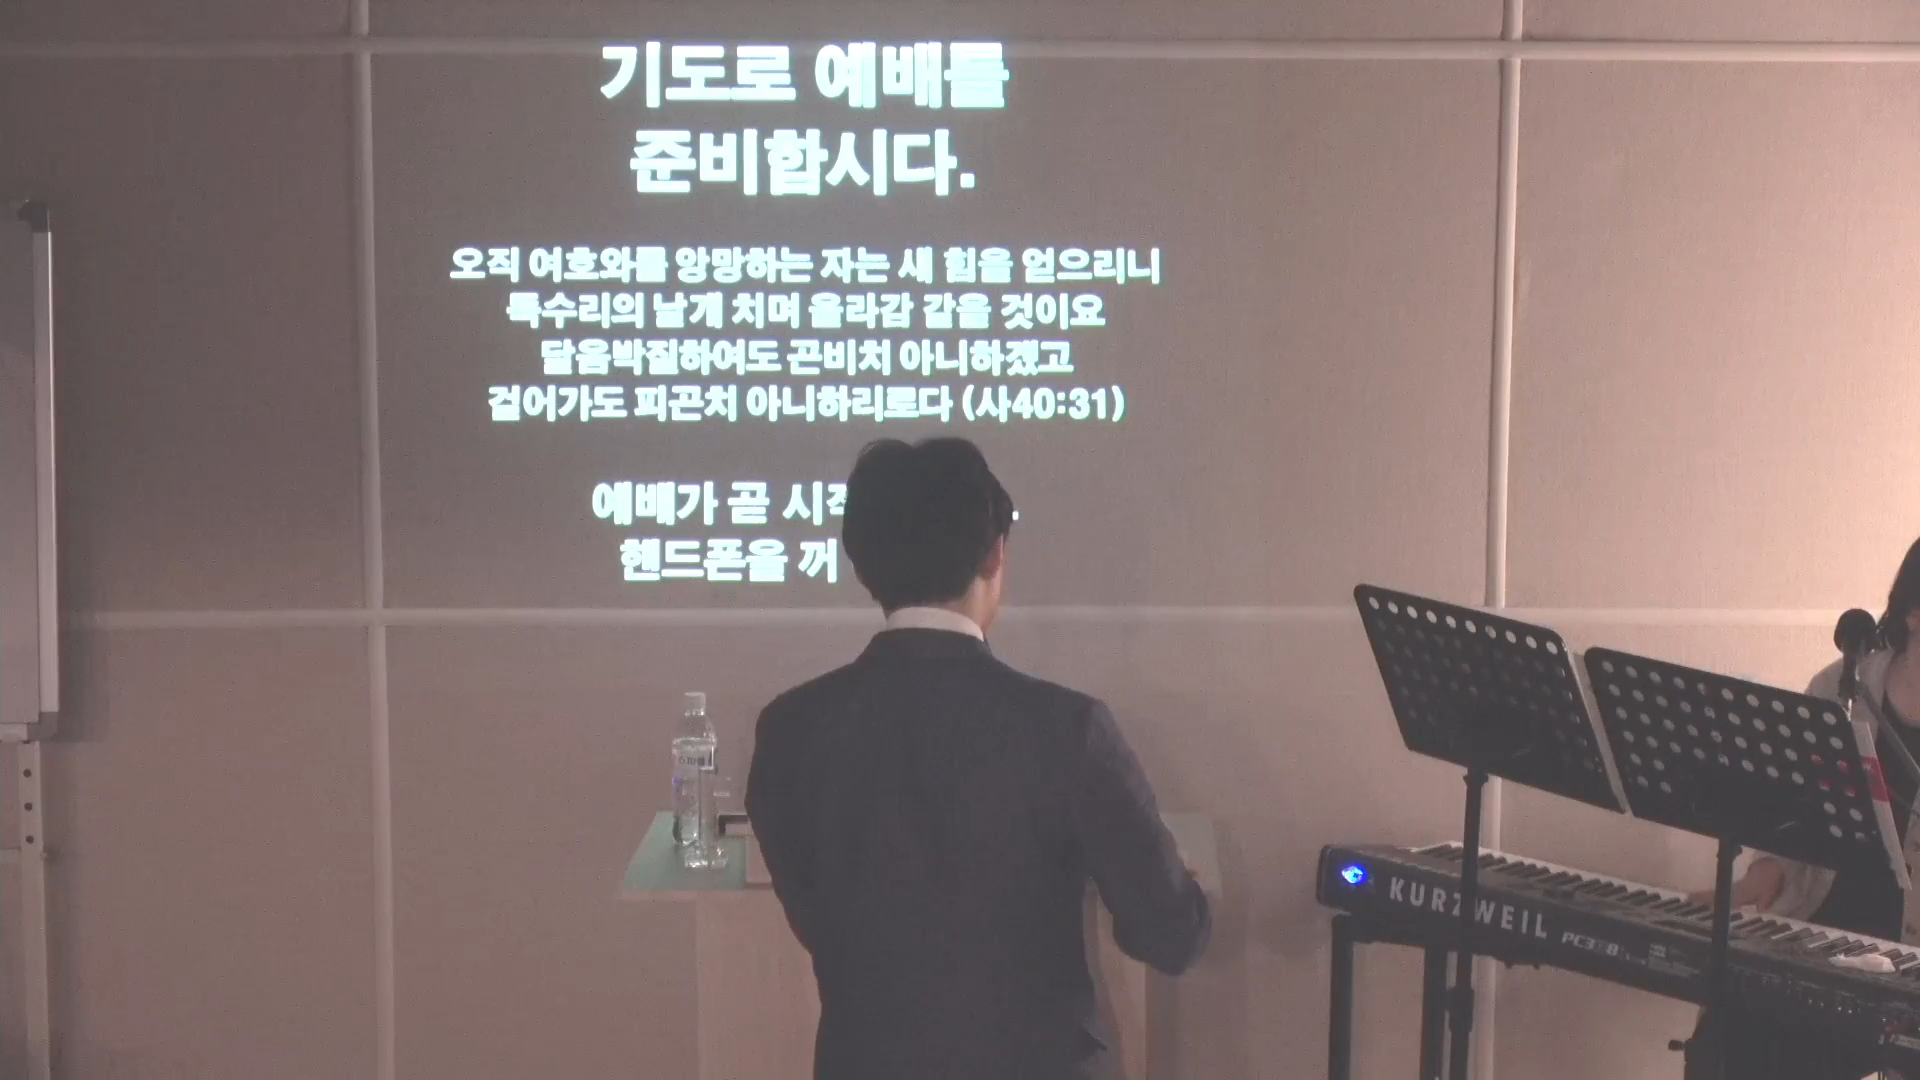 기도로 예배를
준비합시다.
오직 여호와를 앙망하는 자는 새 힘을 얻으리니
독수리의 날개 치며 올라감 같을 것이요
달음박질하여도 곤비치 아니하겠고
걸어가도 피곤치 아니하리로다 (사40:31)
예배가 곧
핸드폰을 꺼
KURZWEIL